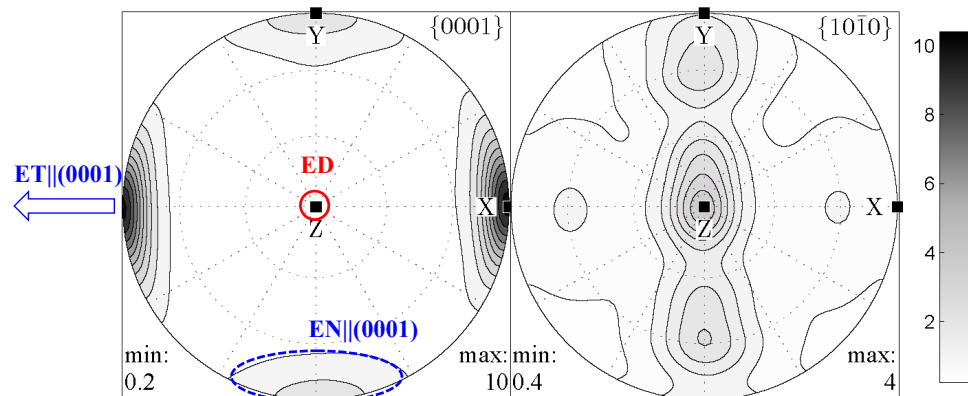 {0001}
Y
ET||(0001)
ED
X
Z
EN||(0001)
min:
0.2
max:
10
{101̄0}
Y
X
Z
min:
0.4
max:
4
10
8
6
4
2